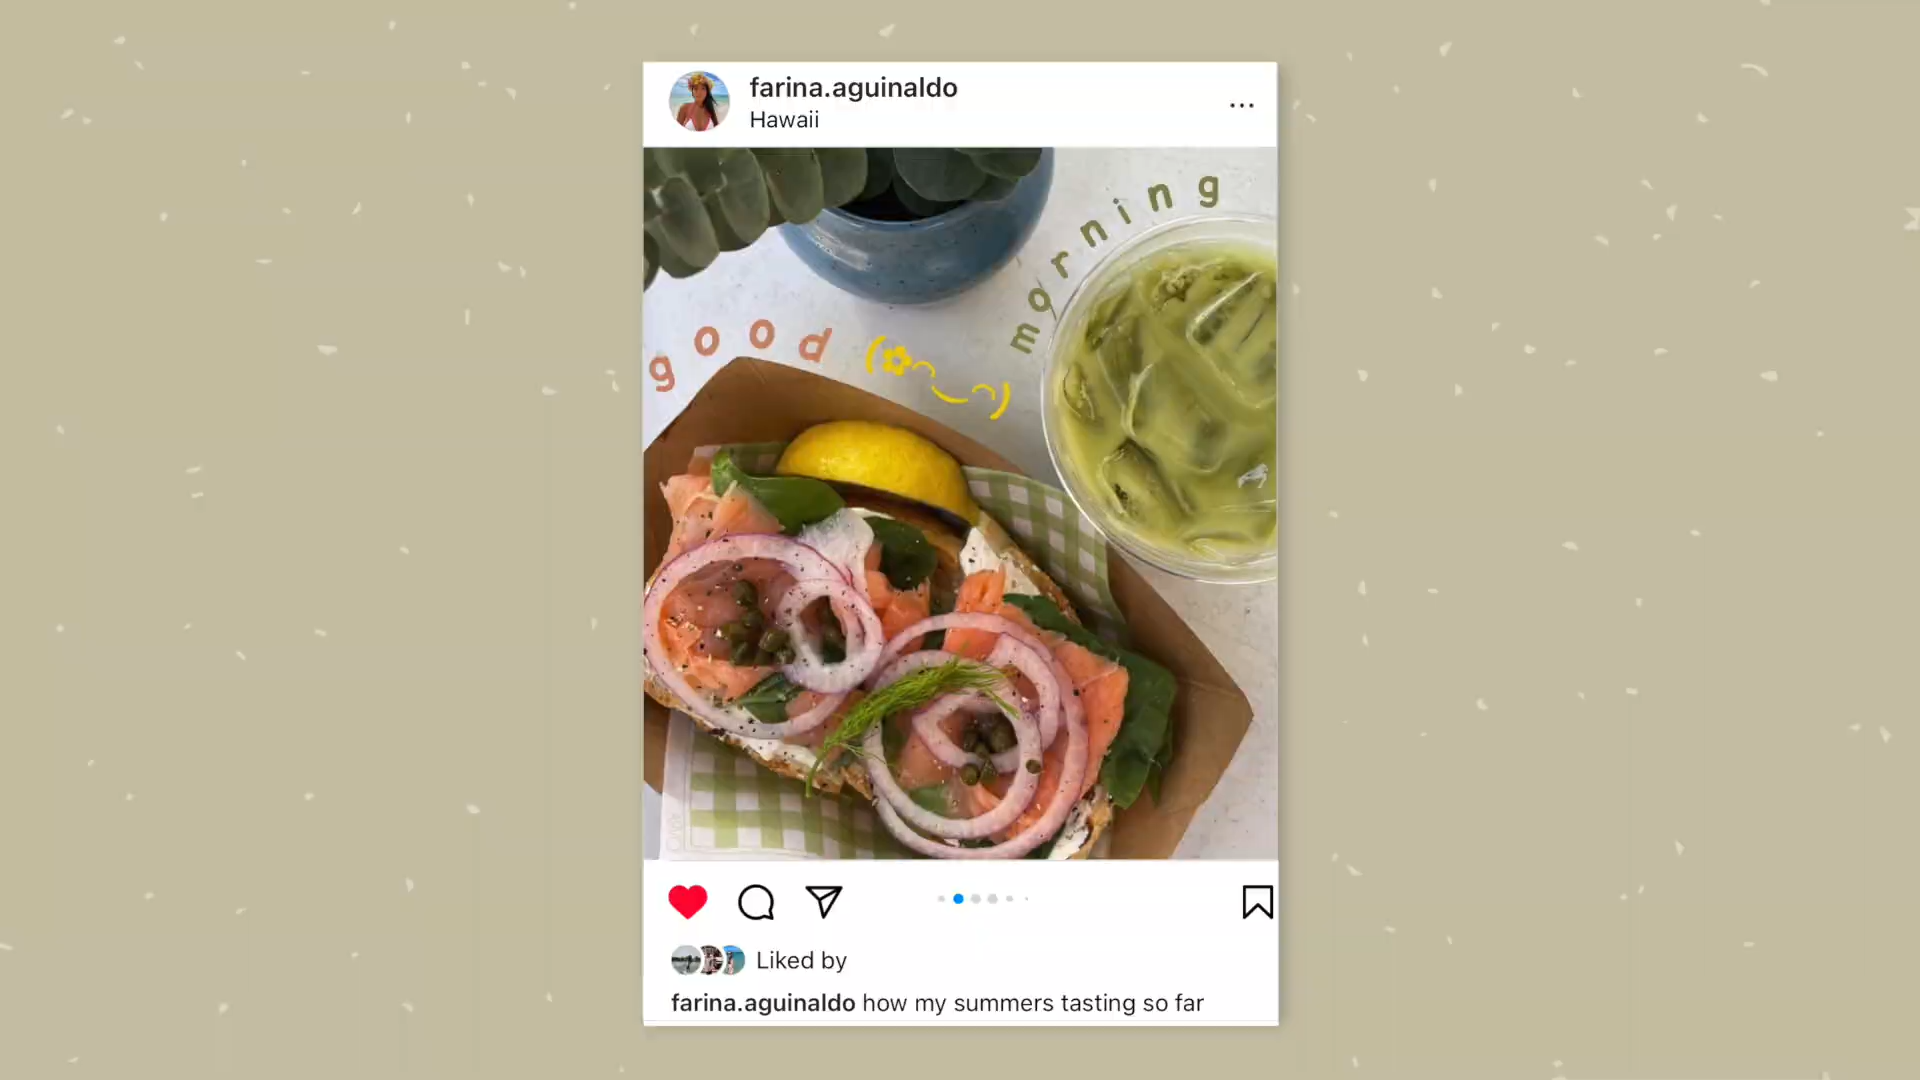 farina.aguinaldo
Hawaii
good (✿◠‿◠) morning
Liked by
farina.aguinaldo how my summers tasting so far